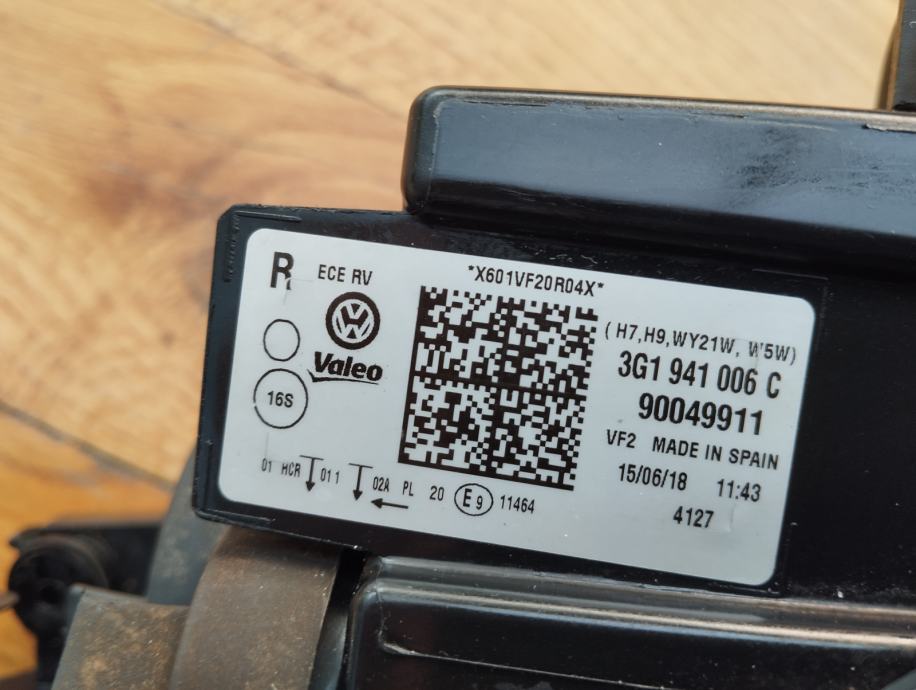 R
ECE RV
*X601VF20R04X*
Valeo
16S
(H7,H9,WY21W, W5W)
3G1 941 006 C
90049911
VF2 MADE IN SPAIN
15/06/18 11:43
4127
01 HCR 011 02A PL 20 E9 11464